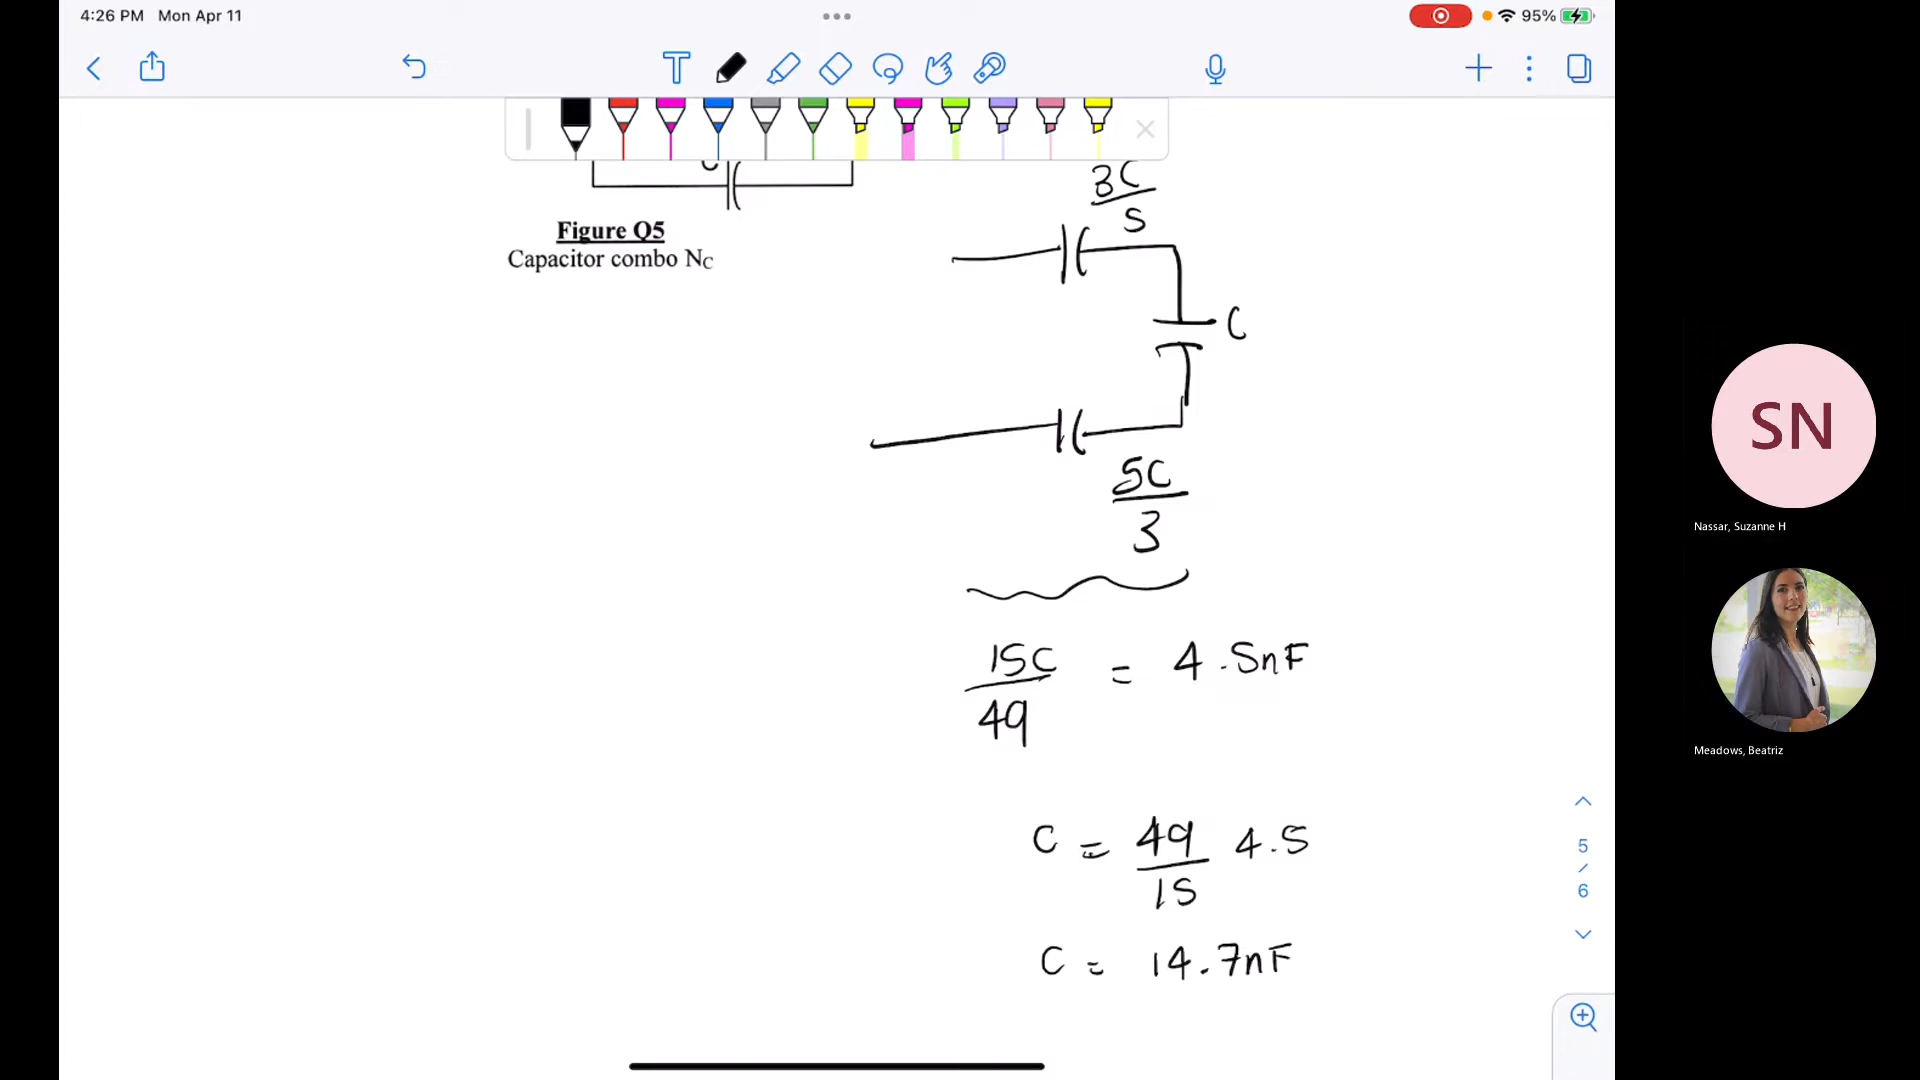 4:26 PM Mon Apr 11
95%
T
Figure Q5
Capacitor combo NC
3C
5
C
5C
3
15C
49
= 4.5nF
C = 49 4.5
15
C = 14.7nF
5
/
6
SN
Nassar, Suzanne H
Meadows, Beatriz